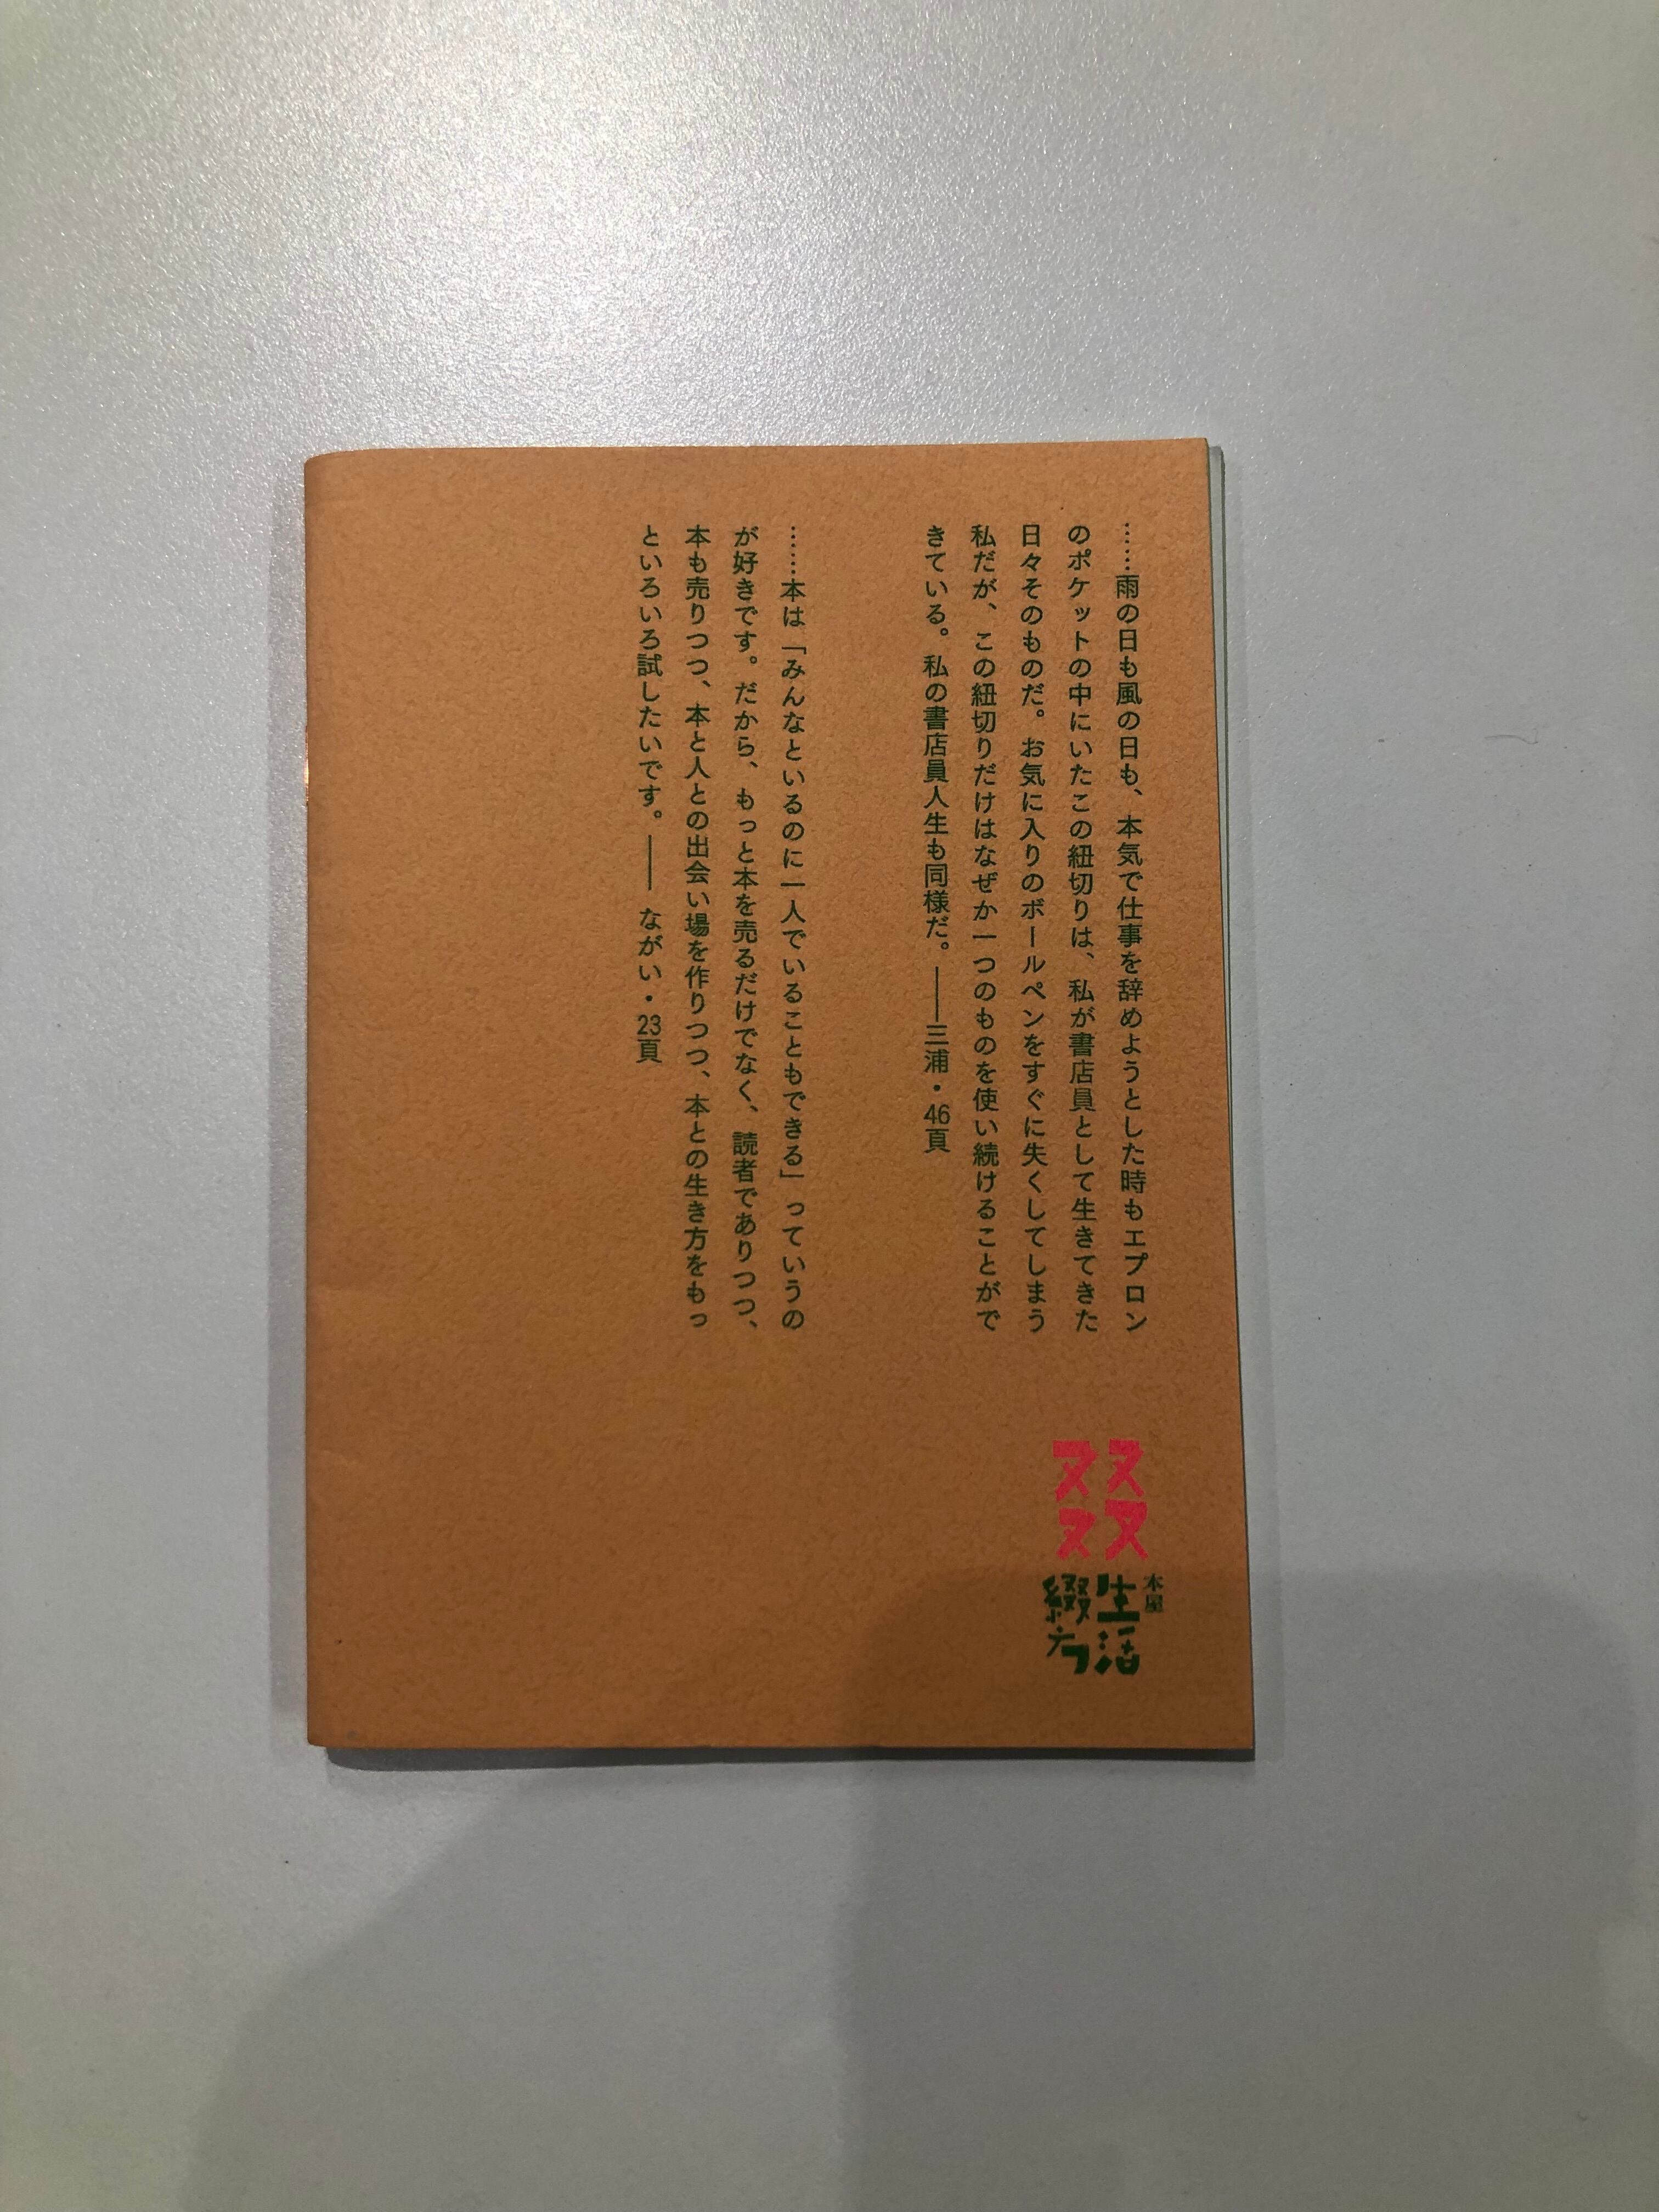 ……雨の日も風の日も、本気で仕事を辞めようとした時もエプロン
のポケットの中にいたこの紐切りは、私が書店員として生きてきた
日々そのものだ。お気に入りのボールペンをすぐに失くしてしまう
私だが、この紐切りだけはなぜか一つのものを使い続けることがで
きている。私の書店員人生も同様だ。――三浦・46頁
……本は「みんなといるのに一人でいることもできる」っていうの
が好きです。だから、もっと本を売るだけでなく、読者でありつつ、
本も売りつつ、本と人との出会い場を作りつつ、本との生き方をもっ
といろいろ試したいです。―― ながい・23頁
本屋
生活
綴方